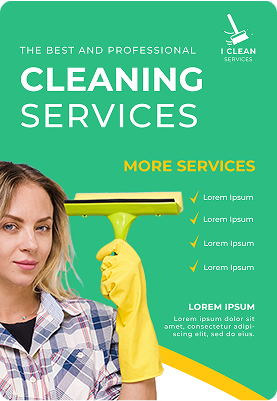 I CLEAN
SERVICES
THE BEST AND PROFESSIONAL
CLEANING
SERVICES
MORE SERVICES
Lorem Ipsum
Lorem Ipsum
Lorem Ipsum
Lorem Ipsum
LOREM IPSUM
Lorem ipsum dolor sit
amet, consectetur adipi-
scing elit, sed do eiusm.